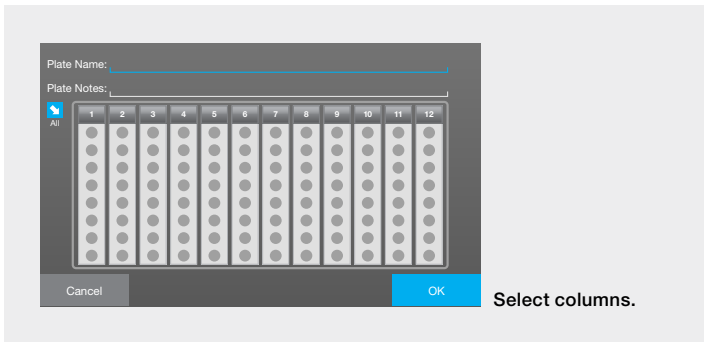 Plate Name:
Plate Notes:
All
1 2 3 4 5 6 7 8 9 10 11 12
Cancel
OK
Select columns.